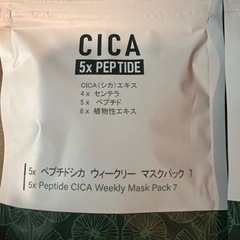 CICA
5x PEPTIDE
CICA(シカ)エキス
4x センテラ
5x ペプチド
8x 植物性エキス
5x ペプチドシカ ウィークリー マスクパック 7
5x Peptide CICA Weekly Mask Pack 7